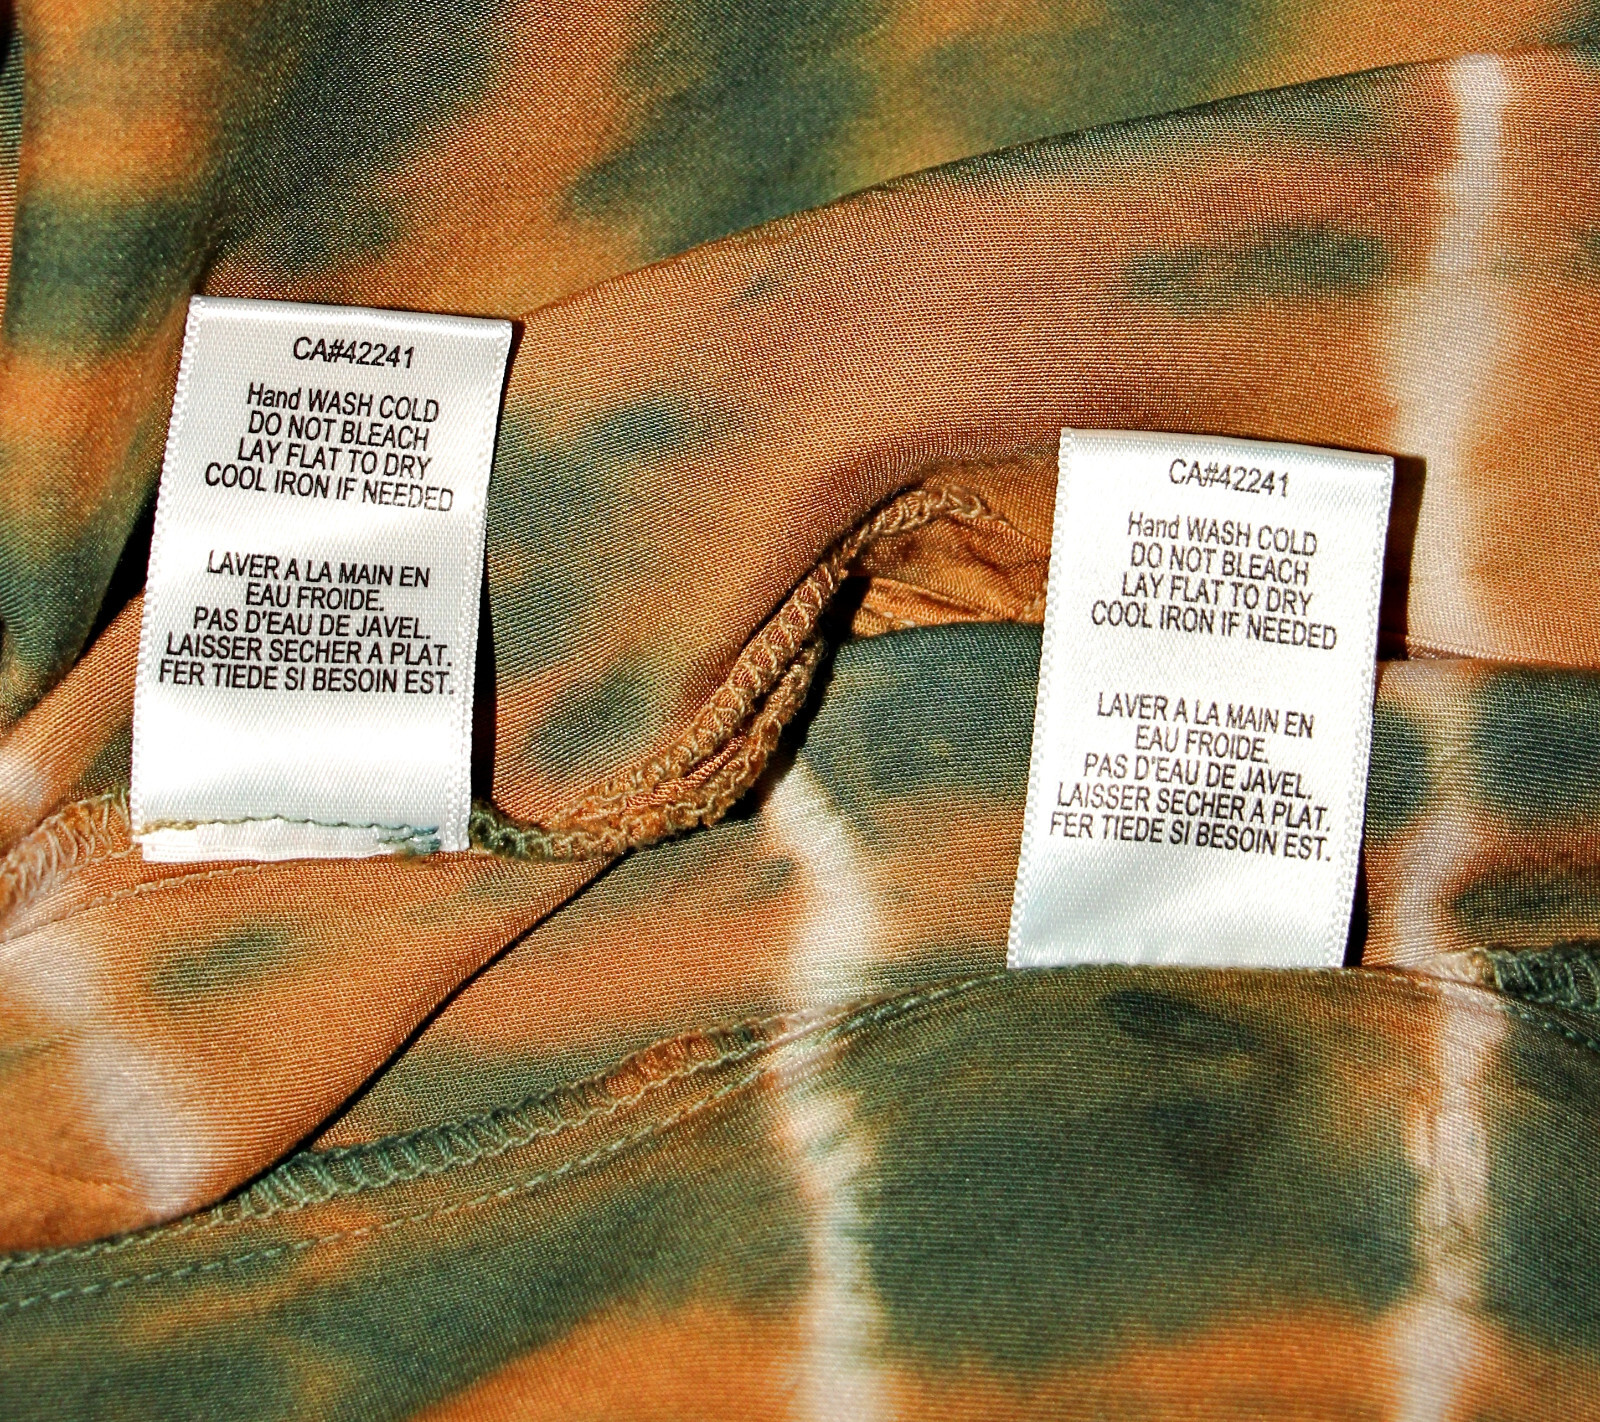 CA#42241
Hand WASH COLD
DO NOT BLEACH
LAY FLAT TO DRY
COOL IRON IF NEEDED
LAVER A LA MAIN EN
EAU FROIDE.
PAS D'EAU DE JAVEL.
LAISSER SECHER A PLAT.
FER TIEDE SI BESOIN EST.
CA#42241
Hand WASH COLD
DO NOT BLEACH
LAY FLAT TO DRY
COOL IRON IF NEEDED
LAVER A LA MAIN EN
EAU FROIDE.
PAS D'EAU DE JAVEL.
LAISSER SECHER A PLAT.
FER TIEDE SI BESOIN EST.